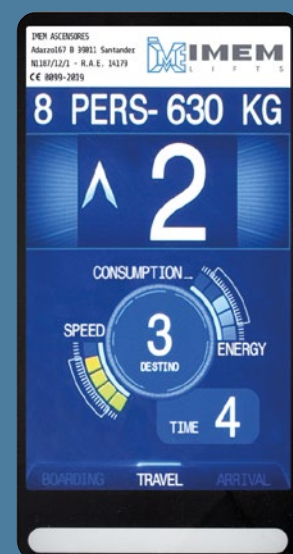 IMEM ASCENSORES
Adarzo167 B 39011 Santander
N1187/12/1 - R.A.E. 14179
CE 0099-2019
IMEM
LIFTS
8 PERS- 630 KG
2
CONSUMPTION
SPEED
3
DESTINO
ENERGY
TIME 4
BOARDING TRAVEL ARRIVAL